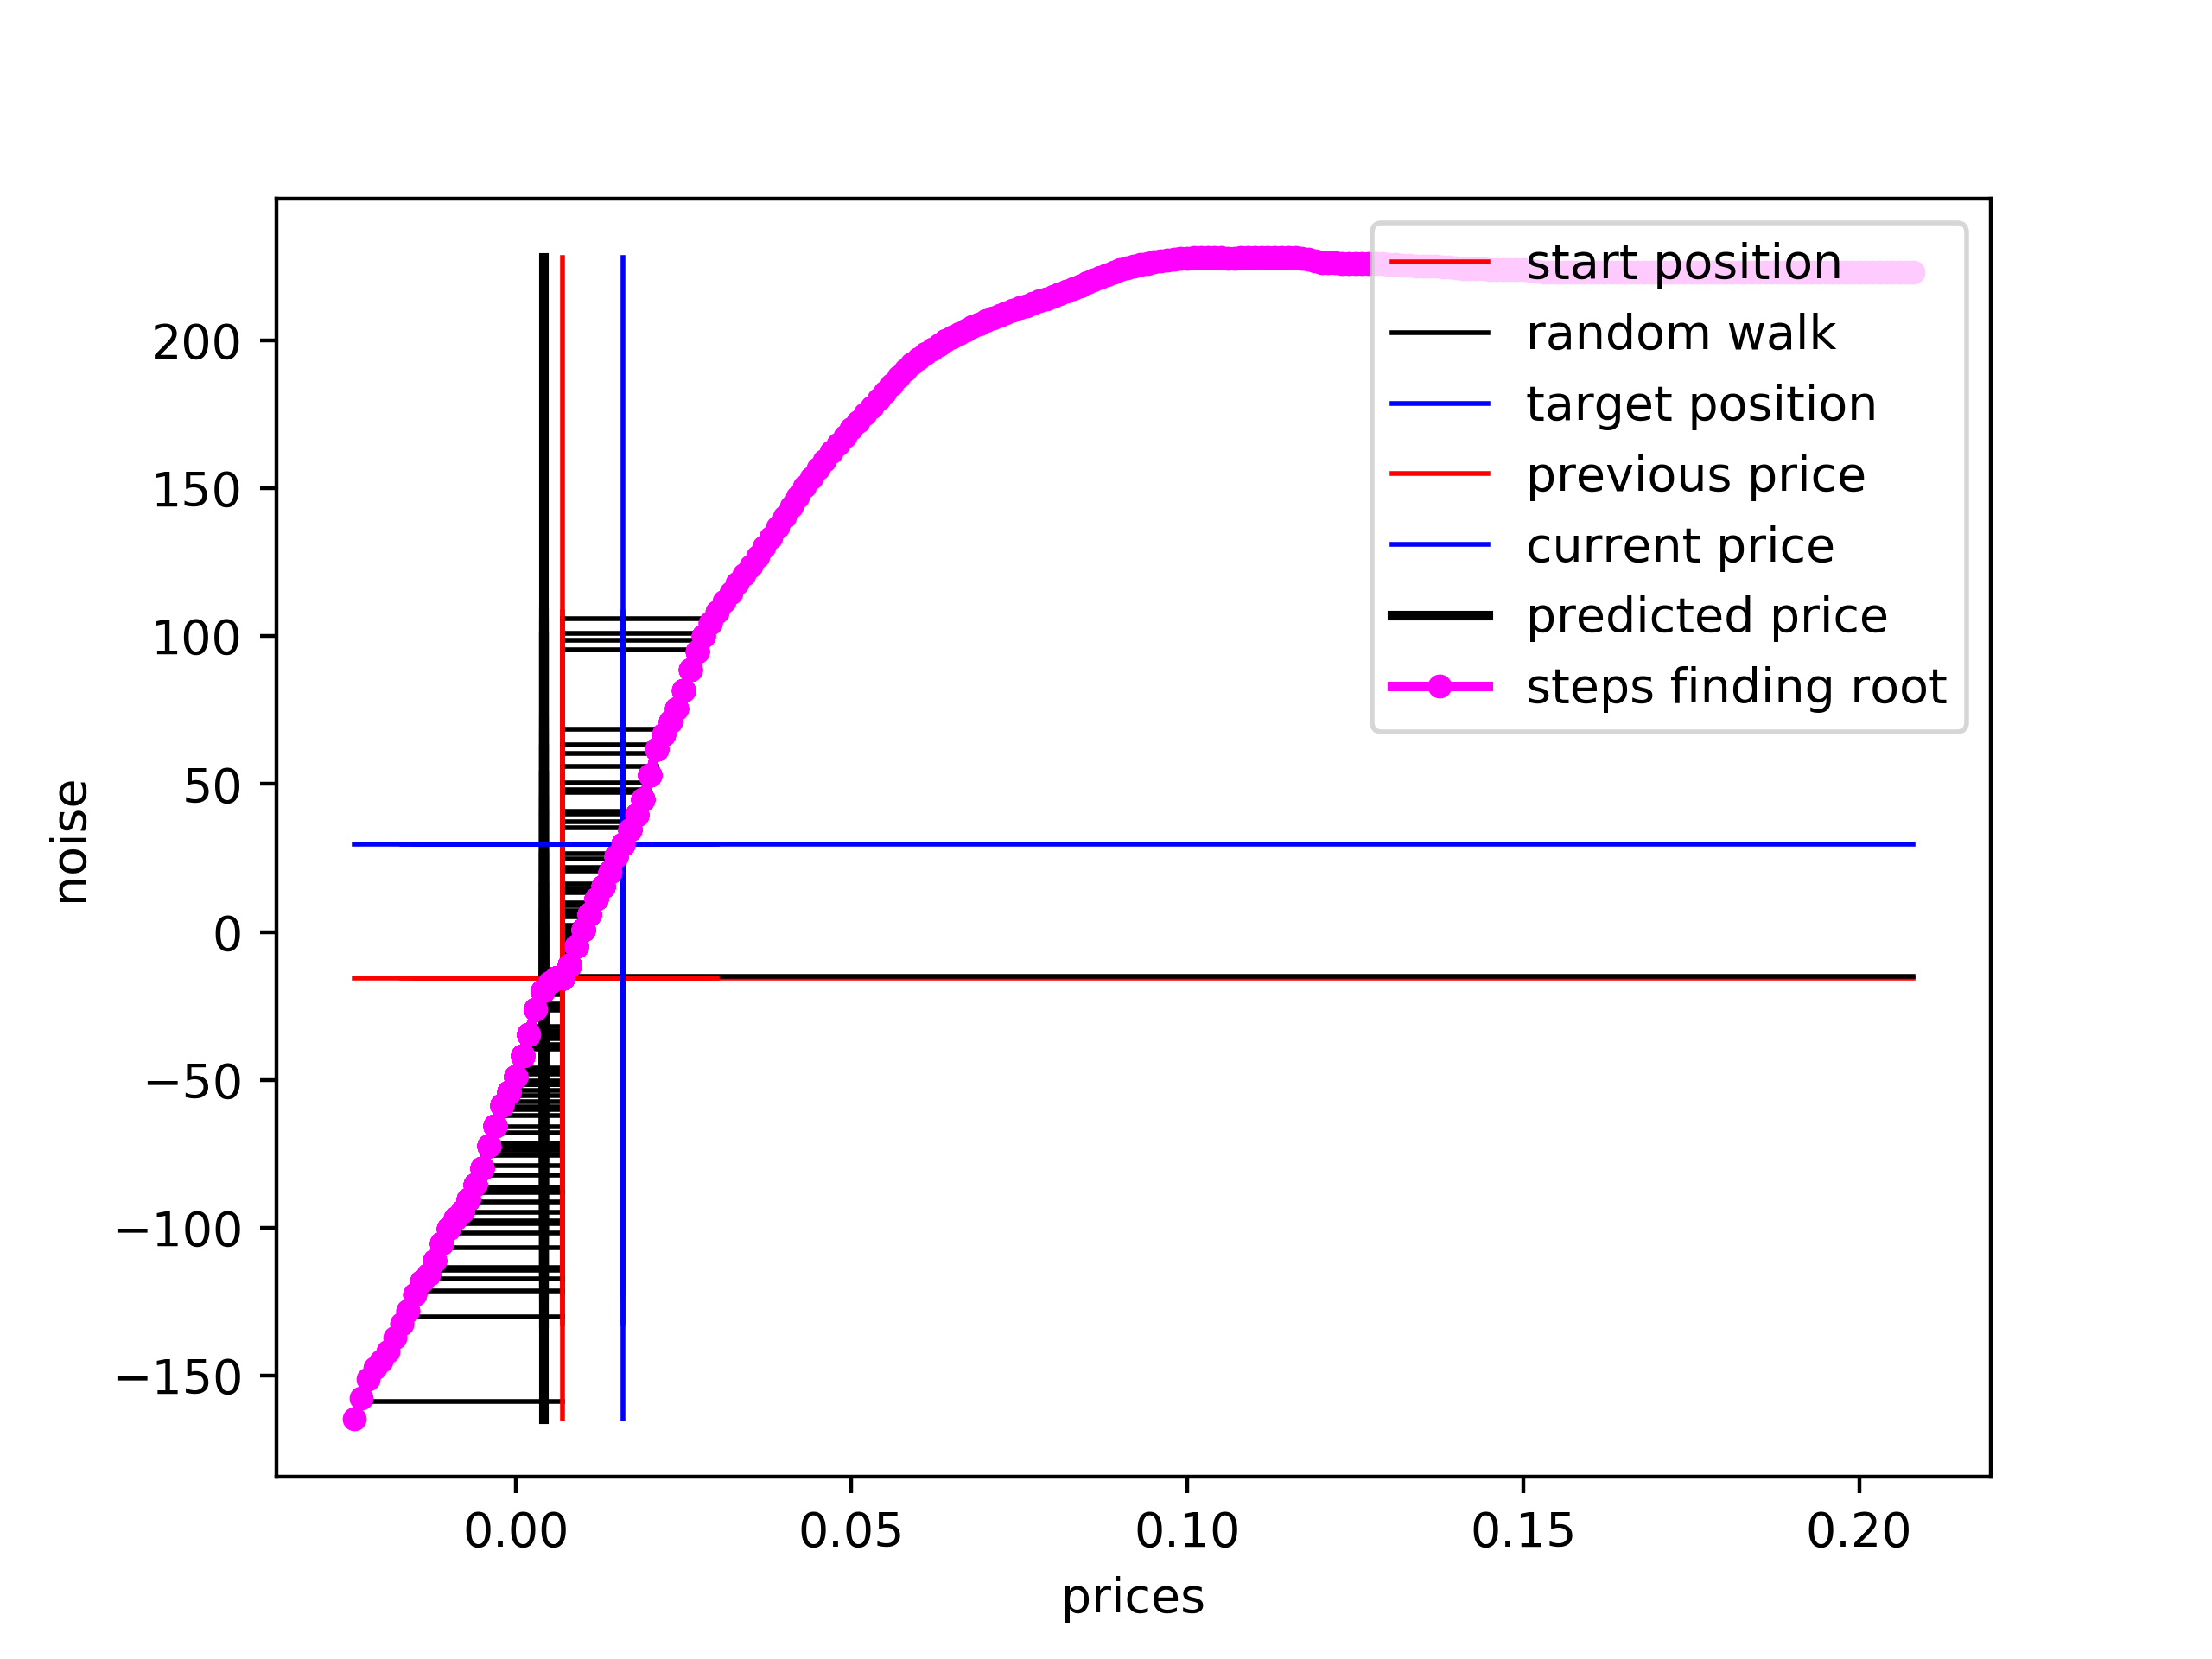 start position
random walk
target position
previous price
current price
predicted price
steps finding root
200
150
100
50
0
−50
−100
−150
noise
0.00 0.05 0.10 0.15 0.20
prices